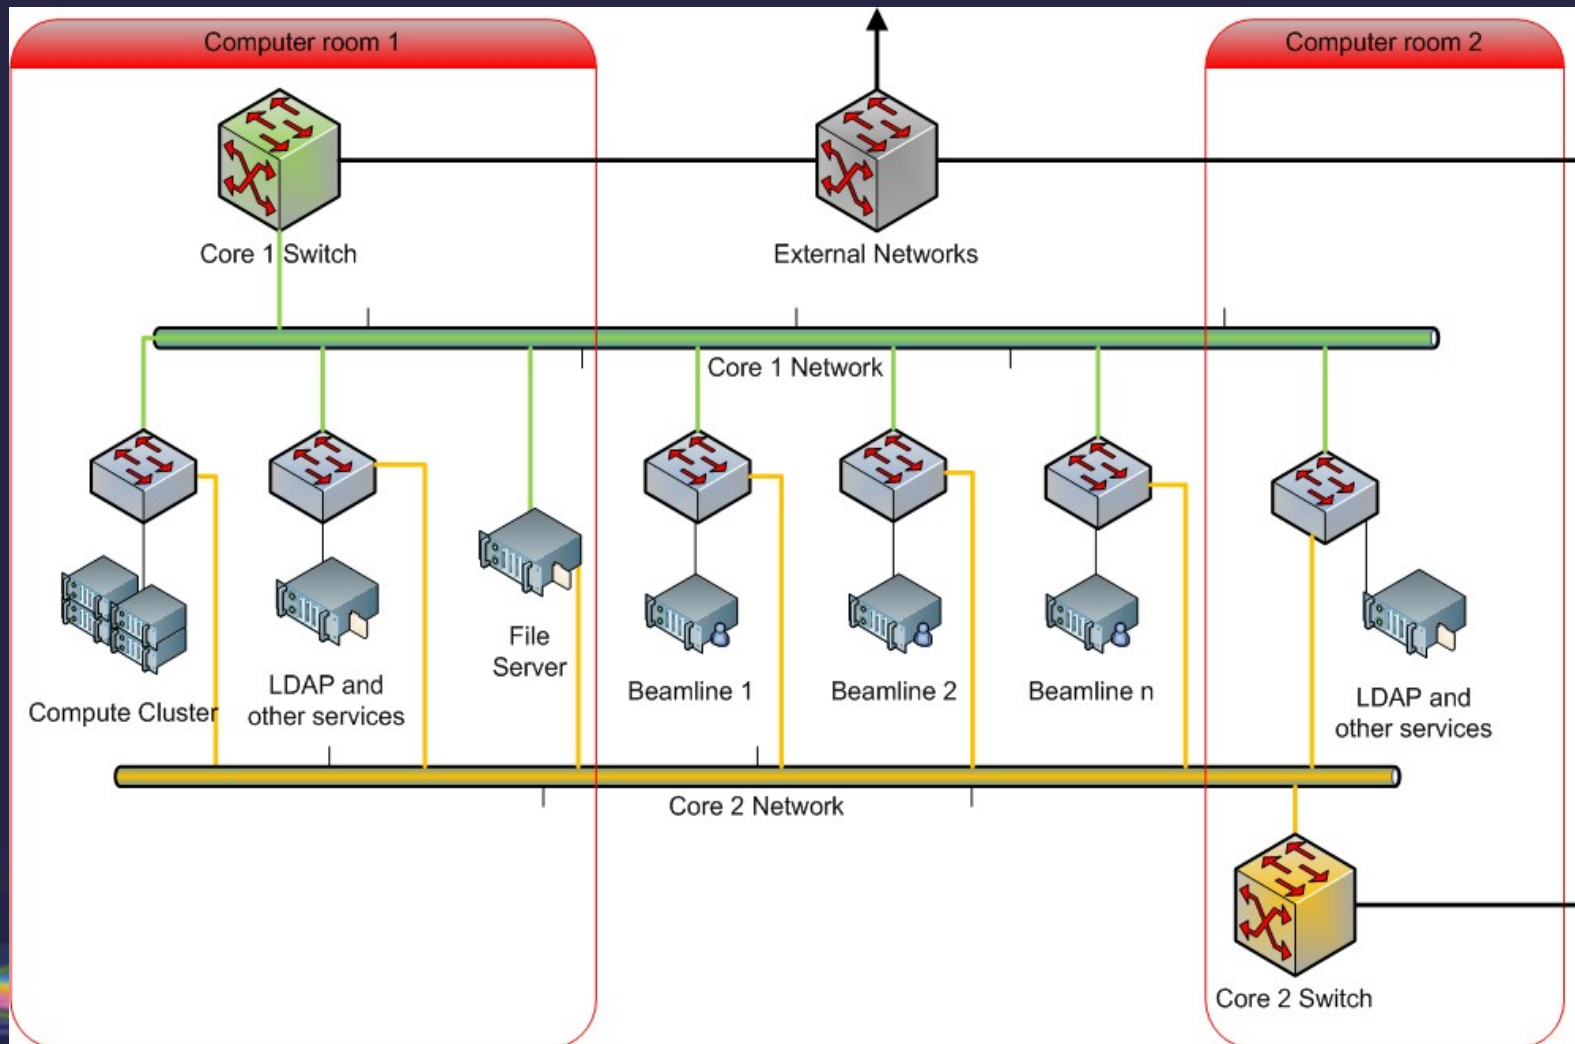 Computer room 1
Computer room 2
Core 1 Switch
External Networks
Core 1 Network
Compute Cluster
LDAP and
other services
File
Server
Beamline 1
Beamline 2
Beamline n
LDAP and
other services
Core 2 Network
Core 2 Switch